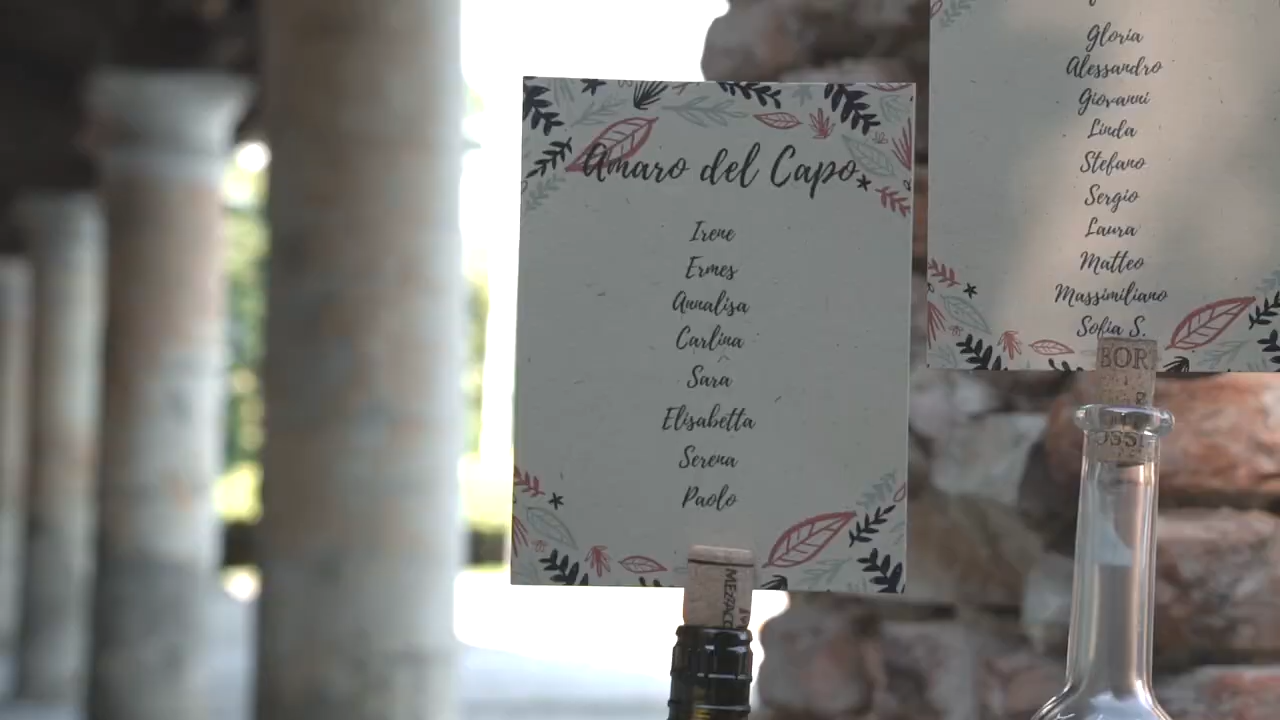 Amaro del Capo
Irene
Ermes
Annalisa
Carlina
Sara
Elisabetta
Serena
Paolo
Gloria
Alessandro
Giovanni
Linda
Stefano
Sergio
Laura
Matteo
Massimiliano
Sofia S.
BOR